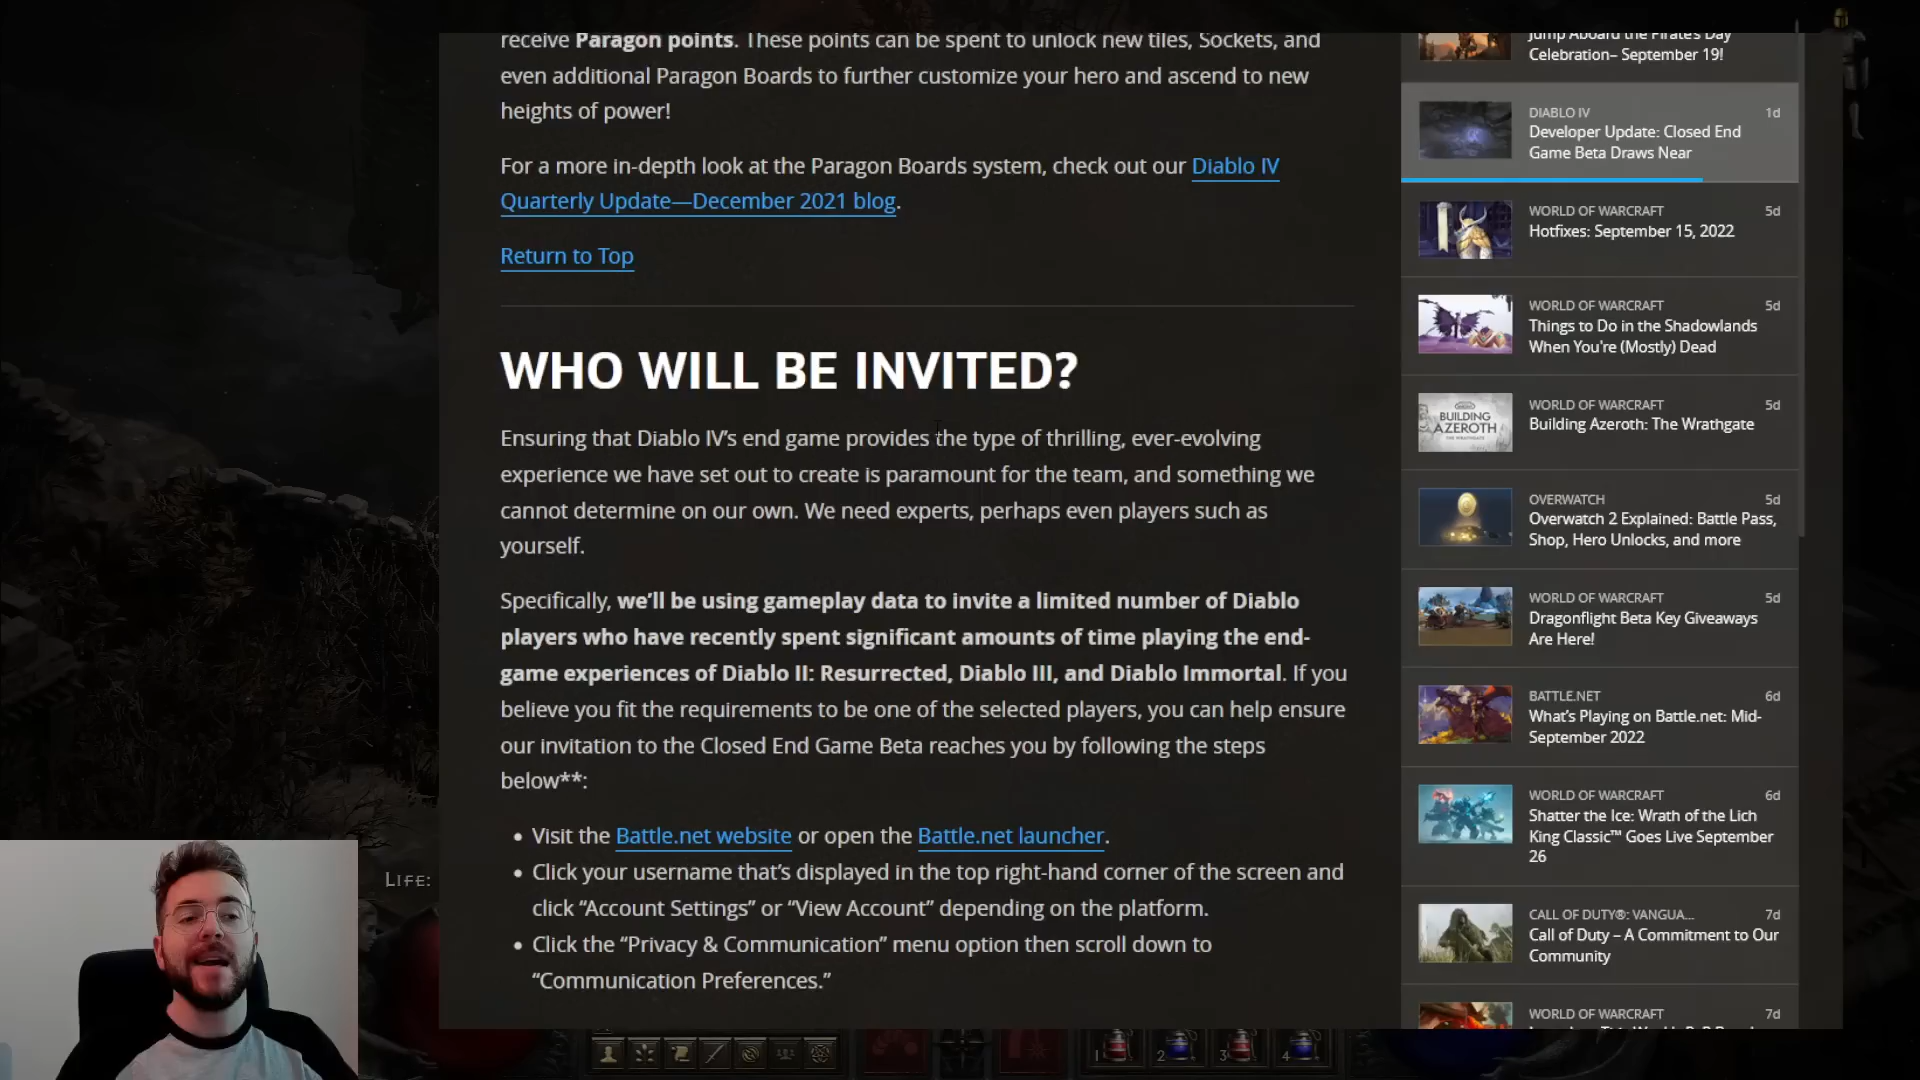 receive Paragon points. These points can be spent to unlock new tiles, Sockets, and
even additional Paragon Boards to further customize your hero and ascend to new
heights of power!
For a more in-depth look at the Paragon Boards system, check out our Diablo IV
Quarterly Update—December 2021 blog.
Return to Top
WHO WILL BE INVITED?
Ensuring that Diablo IV’s end game provides the type of thrilling, ever-evolving
experience we have set out to create is paramount for the team, and something we
cannot determine on our own. We need experts, perhaps even players such as
yourself.
Specifically, we’ll be using gameplay data to invite a limited number of Diablo
players who have recently spent significant amounts of time playing the end-
game experiences of Diablo II: Resurrected, Diablo III, and Diablo Immortal. If you
believe you fit the requirements to be one of the selected players, you can help ensure
our invitation to the Closed End Game Beta reaches you by following the steps
below**:
• Visit the Battle.net website or open the Battle.net launcher.
• Click your username that’s displayed in the top right-hand corner of the screen and
click “Account Settings” or “View Account” depending on the platform.
• Click the “Privacy & Communication” menu option then scroll down to
“Communication Preferences.”
Jump Aboard the Pirate's Day
Celebration– September 19!
DIABLO IV 1d
Developer Update: Closed End
Game Beta Draws Near
WORLD OF WARCRAFT 5d
Hotfixes: September 15, 2022
WORLD OF WARCRAFT 5d
Things to Do in the Shadowlands
When You're (Mostly) Dead
BUILDING
AZEROTH
THE WRATHGATE
WORLD OF WARCRAFT 5d
Building Azeroth: The Wrathgate
OVERWATCH 5d
Overwatch 2 Explained: Battle Pass,
Shop, Hero Unlocks, and more
WORLD OF WARCRAFT 5d
Dragonflight Beta Key Giveaways
Are Here!
BATTLE.NET 6d
What’s Playing on Battle.net: Mid-
September 2022
WORLD OF WARCRAFT 6d
Shatter the Ice: Wrath of the Lich
King Classic™ Goes Live September
26
CALL OF DUTY®: VANGUA... 7d
Call of Duty – A Commitment to Our
Community
WORLD OF WARCRAFT 7d
LIFE:
1 2 3 4